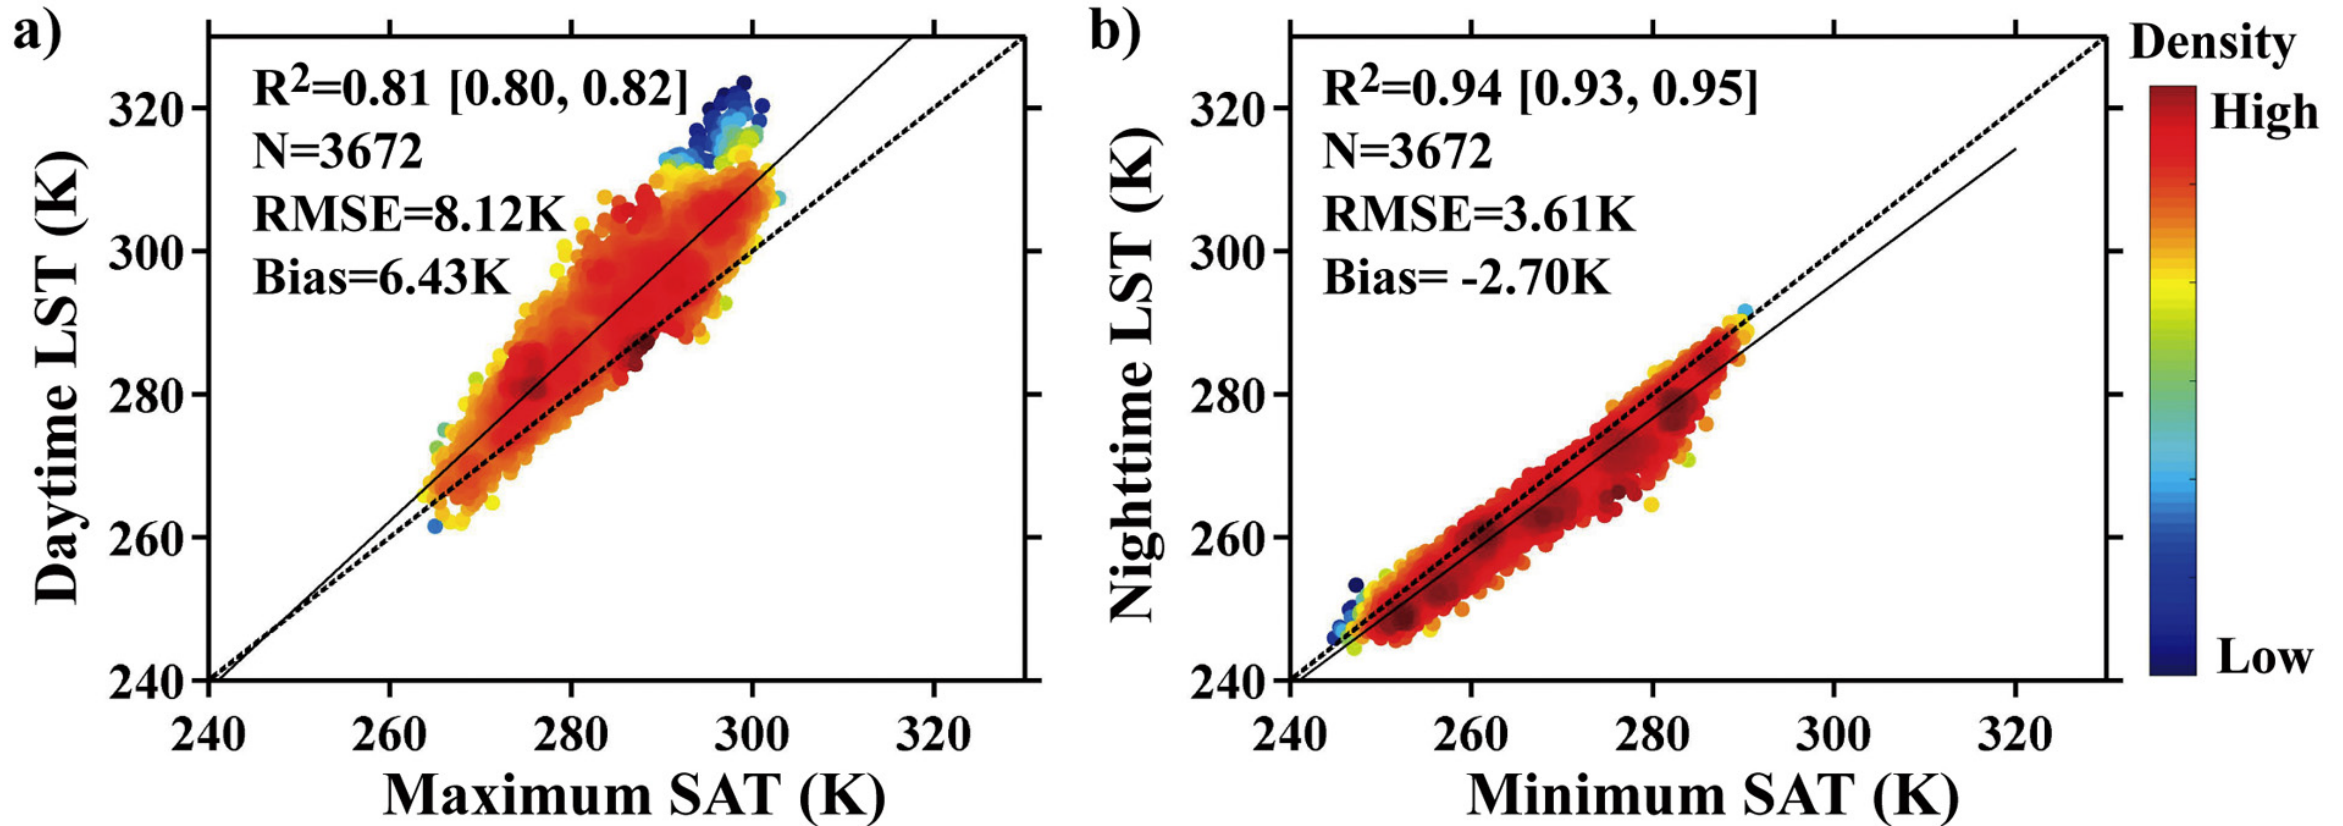 a)
R²=0.81 [0.80, 0.82]
N=3672
RMSE=8.12K
Bias=6.43K
Daytime LST (K)
320
300
280
260
240
240 260 280 300 320
Maximum SAT (K)
b)
R²=0.94 [0.93, 0.95]
N=3672
RMSE=3.61K
Bias= -2.70K
Nighttime LST (K)
320
300
280
260
240
240 260 280 300 320
Minimum SAT (K)
Density
High
Low